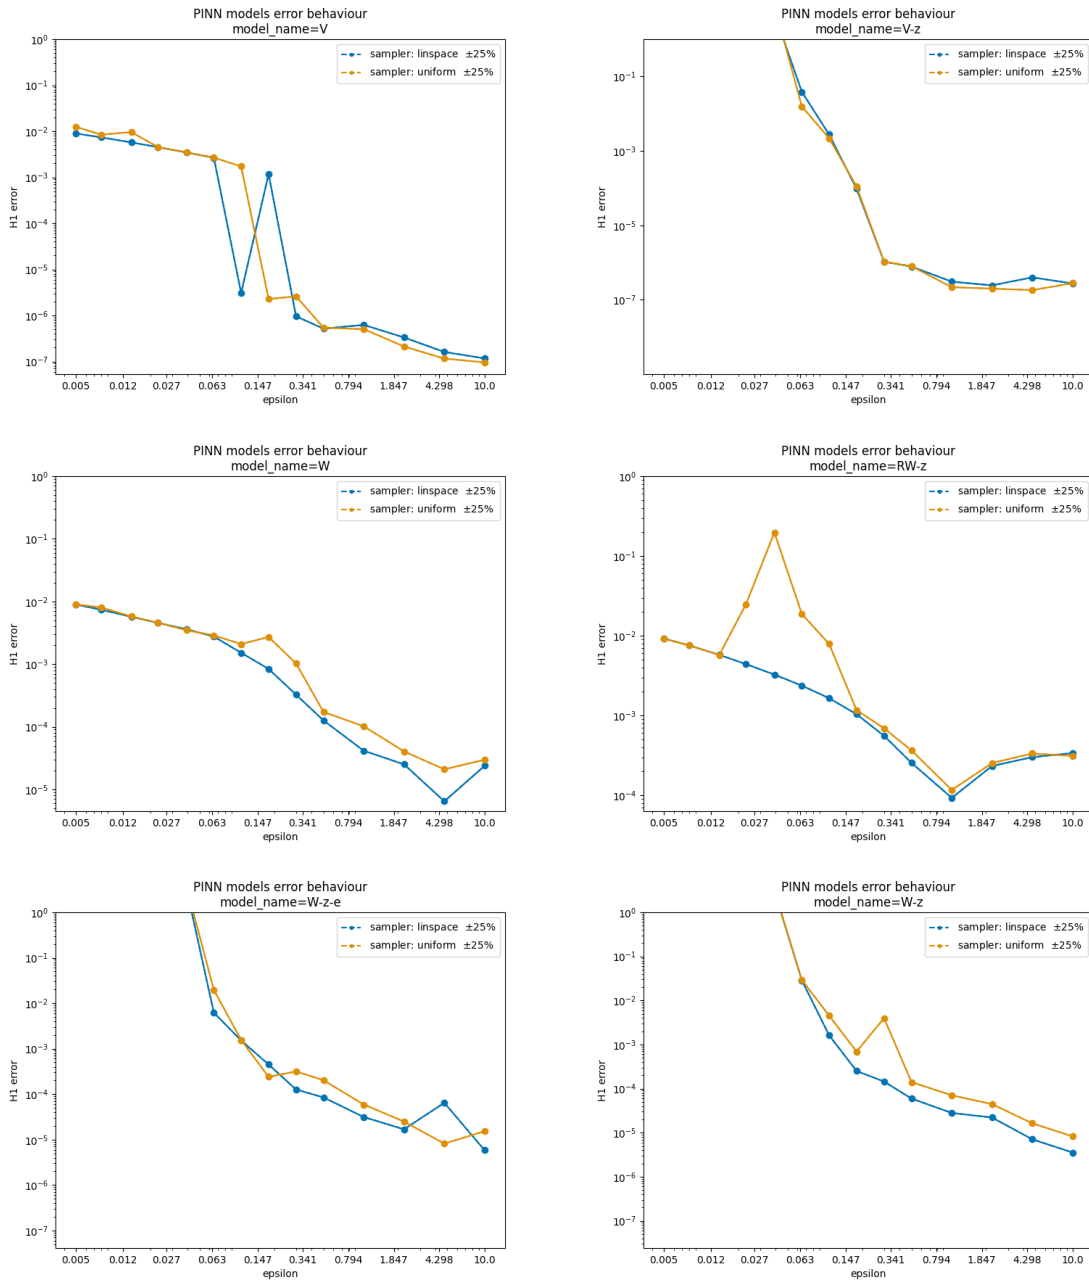 PINN models error behaviour
model_name=V
sampler: linspace ±25%
sampler: uniform ±25%
10⁰
10⁻¹
10⁻²
10⁻³
10⁻⁴
10⁻⁵
10⁻⁶
10⁻⁷
H1 error
0.005 0.012 0.027 0.063 0.147 0.341 0.794 1.847 4.298 10.0
epsilon
PINN models error behaviour
model_name=V-z
sampler: linspace ±25%
sampler: uniform ±25%
10⁻¹
10⁻³
10⁻⁵
10⁻⁷
H1 error
0.005 0.012 0.027 0.063 0.147 0.341 0.794 1.847 4.298 10.0
epsilon
PINN models error behaviour
model_name=W
sampler: linspace ±25%
sampler: uniform ±25%
10⁰
10⁻¹
10⁻²
10⁻³
10⁻⁴
10⁻⁵
H1 error
0.005 0.012 0.027 0.063 0.147 0.341 0.794 1.847 4.298 10.0
epsilon
PINN models error behaviour
model_name=RW-z
sampler: linspace ±25%
sampler: uniform ±25%
10⁰
10⁻¹
10⁻²
10⁻³
10⁻⁴
H1 error
0.005 0.012 0.027 0.063 0.147 0.341 0.794 1.847 4.298 10.0
epsilon
PINN models error behaviour
model_name=W-z-e
sampler: linspace ±25%
sampler: uniform ±25%
10⁰
10⁻¹
10⁻²
10⁻³
10⁻⁴
10⁻⁵
10⁻⁶
10⁻⁷
H1 error
0.005 0.012 0.027 0.063 0.147 0.341 0.794 1.847 4.298 10.0
epsilon
PINN models error behaviour
model_name=W-z
sampler: linspace ±25%
sampler: uniform ±25%
10⁰
10⁻¹
10⁻²
10⁻³
10⁻⁴
10⁻⁵
10⁻⁶
10⁻⁷
H1 error
0.005 0.012 0.027 0.063 0.147 0.341 0.794 1.847 4.298 10.0
epsilon